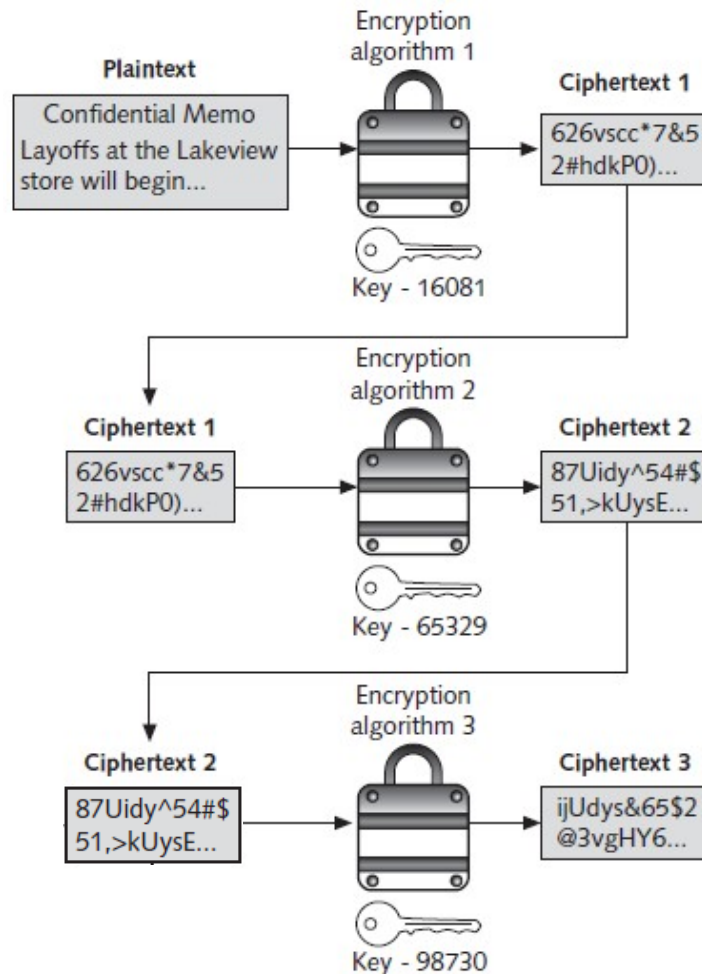 Encryption
algorithm 1
Plaintext
Ciphertext 1
Confidential Memo
Layoffs at the Lakeview
store will begin...
626vscc*7&5
2#hdkP0)...
Key - 16081
Encryption
algorithm 2
Ciphertext 1
Ciphertext 2
626vscc*7&5
2#hdkP0)...
87Uidy^54#$
51,>kUysE...
Key - 65329
Encryption
algorithm 3
Ciphertext 2
Ciphertext 3
87Uidy^54#$
51,>kUysE...
ijUdys&65$2
@3vgHY6...
Key - 98730